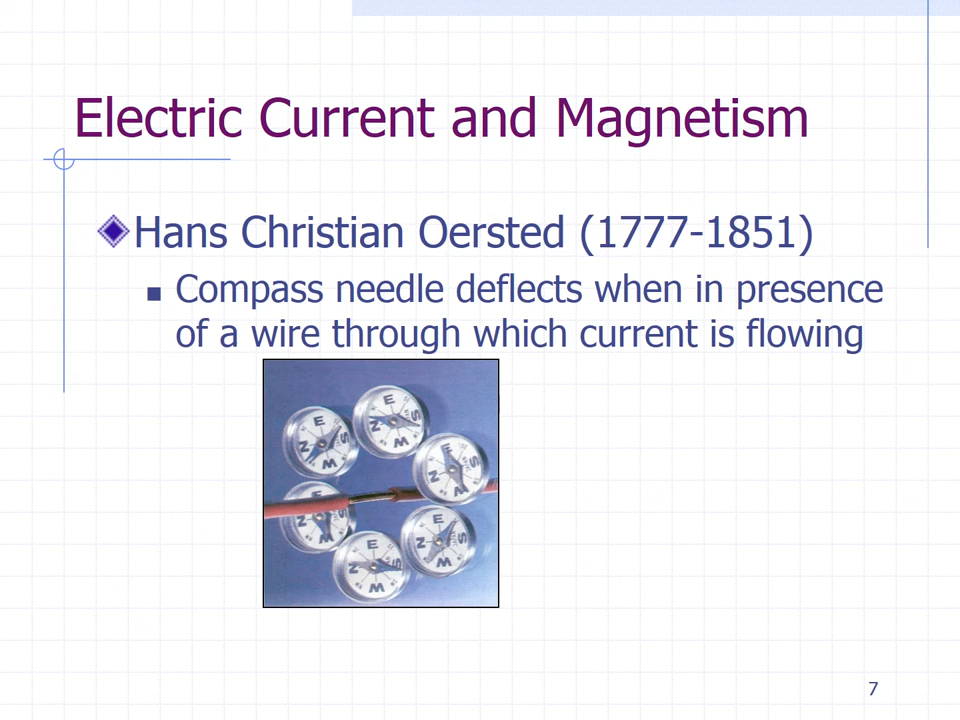 Electric Current and Magnetism
Hans Christian Oersted (1777-1851)
Compass needle deflects when in presence
of a wire through which current is flowing
E
N
S
W
E
N
S
W
E
N
S
W
E
N
E
N
S
W
E
N
S
W
7